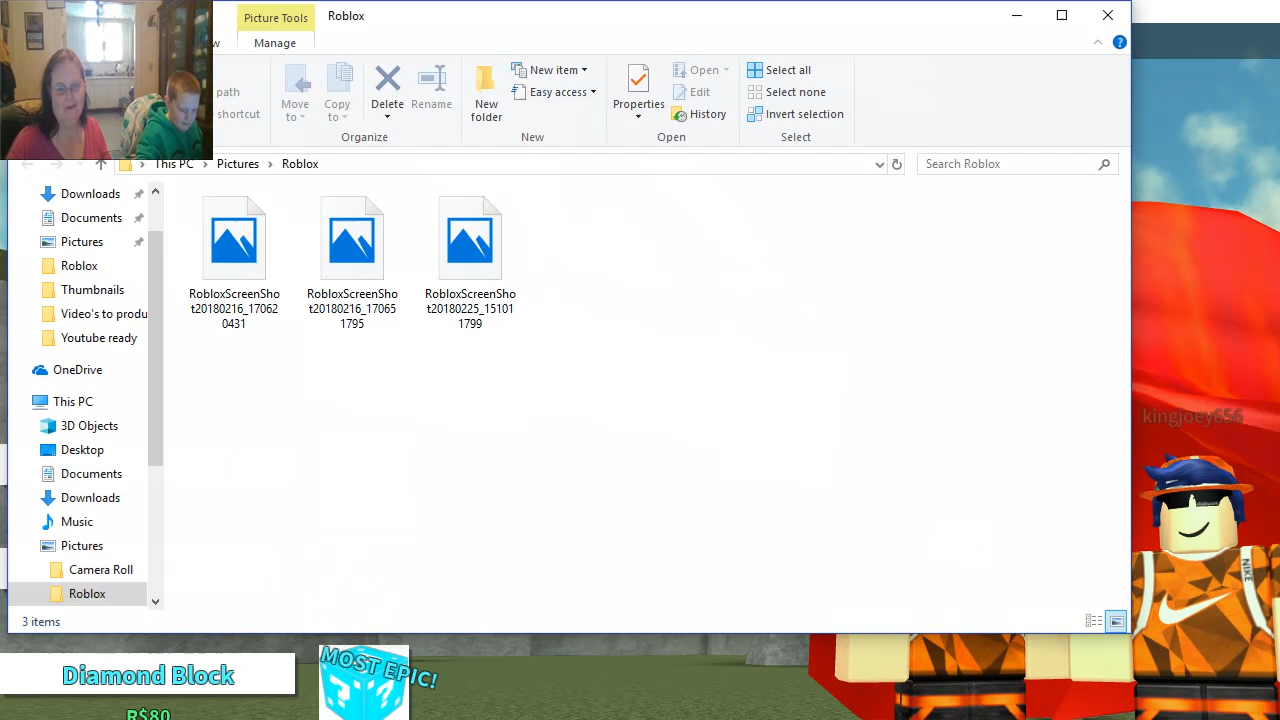 Picture Tools
Roblox
w
Manage
path
shortcut
Move to
Copy to
Delete
Rename
Organize
New folder
New item
Easy access
New
Properties
Open
Edit
History
Open
Select all
Select none
Invert selection
Select
This PC
Pictures
Roblox
Search Roblox
Downloads
Documents
Pictures
Roblox
Thumbnails
Video's to produ
Youtube ready
OneDrive
This PC
3D Objects
Desktop
Documents
Downloads
Music
Pictures
Camera Roll
Roblox
RobloxScreenSho
t20180216_17062
0431
RobloxScreenSho
t20180216_17065
1795
RobloxScreenSho
t20180225_15101
1799
3 items
kingjoey656
NIKE
Diamond Block
R$80
MOST EPIC!
? ?